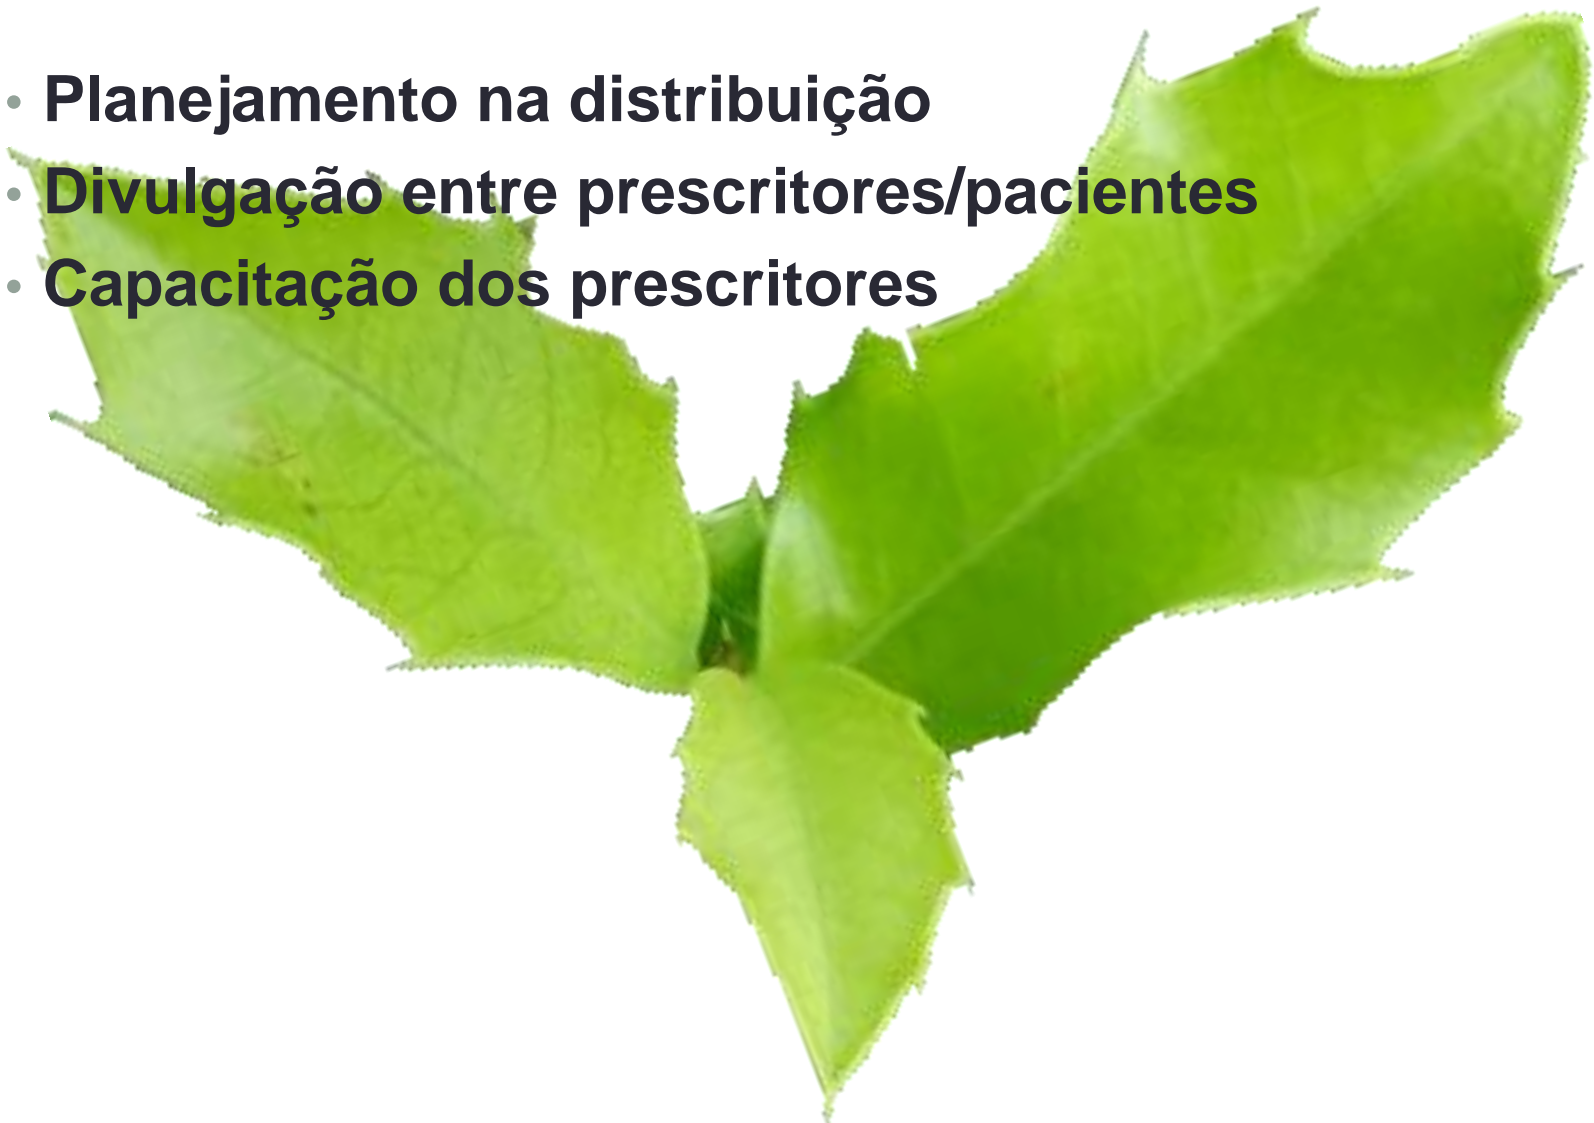 • Planejamento na distribuição
• Divulgação entre prescritores/pacientes
• Capacitação dos prescritores